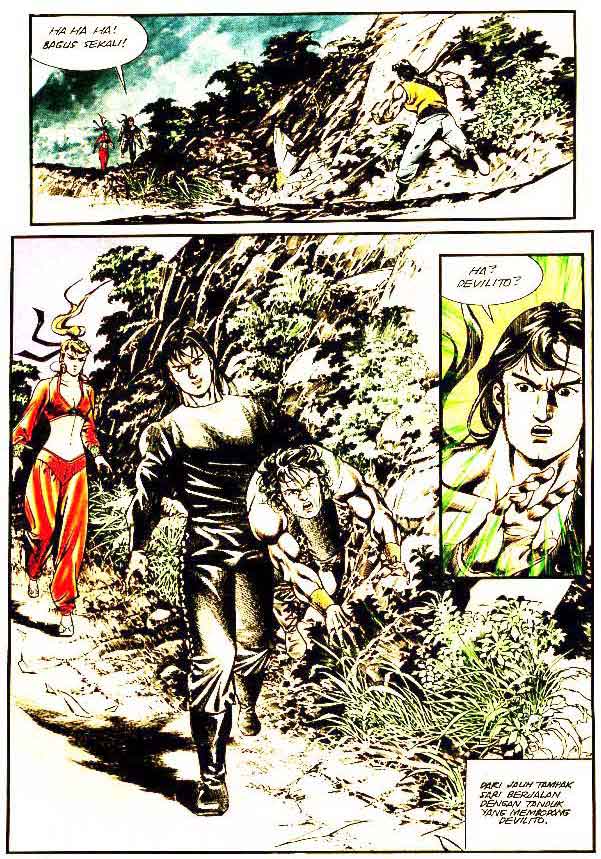 HA HA HA!
BAGUS SEKALI!
HA?
DEVILITO?
DARI JAUH TAMPAK
SARI BERJALAN
DENGAN TANDUK
YANG MEMBOPONG
DEVILITO.